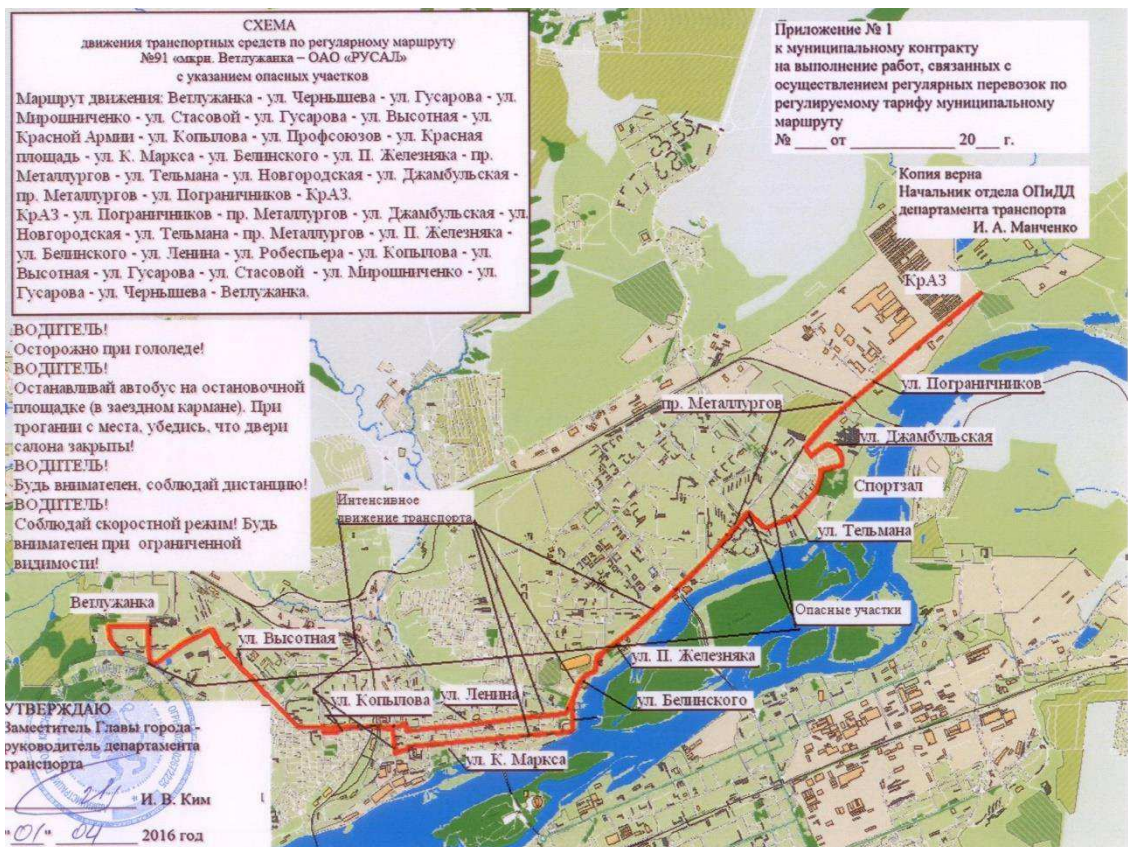 СХЕМА
движения транспортных средств по регулярному маршруту
№91 «мкрн. Ветлужанка – ОАО «РУСАЛ»
с указанием опасных участков
Маршрут движения: Ветлужанка - ул. Чернышева - ул. Гусарова - ул.
Мирошниченко - ул. Стасовой - ул. Гусарова - ул. Высотная - ул.
Красной Армии - ул. Копылова - ул. Профсоюзов - ул. Красная
площадь - ул. К. Маркса - ул. Белинского - ул. П. Железняка - пр.
Металлургов - ул. Тельмана - ул. Новгородская - ул. Джамбульская -
пр. Металлургов - ул. Пограничников - КрАЗ.
КрАЗ - ул. Пограничников - пр. Металлургов - ул. Джамбульская - ул.
Новгородская - ул. Тельмана - пр. Металлургов - ул. П. Железняка -
ул. Белинского - ул. Ленина - ул. Робеспьера - ул. Копылова - ул.
Высотная - ул. Гусарова - ул. Стасовой - ул. Мирошниченко - ул.
Гусарова - ул. Чернышева - Ветлужанка.
Приложение № 1
к муниципальному контракту
на выполнение работ, связанных с
осуществлением регулярных перевозок по
регулируемому тарифу муниципальному
маршруту
№ ____ от ______________ 20 ___ г.
Копия верна
Начальник отдела ОПиДД
департамента транспорта
И. А. Манченко
ВОДИТЕЛЬ!
Осторожно при гололеде!
ВОДИТЕЛЬ!
Останавливай автобус на остановочной
площадке (в заездном кармане). При
трогании с места, убедись, что двери
салона закрыты!
ВОДИТЕЛЬ!
Будь внимателен, соблюдай дистанцию!
ВОДИТЕЛЬ!
Соблюдай скоростной режим! Будь
внимателен при ограниченной
видимости!
КрАЗ
ул. Пограничников
пр. Металлургов
ул. Джамбульская
Спортзал
ул. Тельмана
Интенсивное
движение транспорта
Опасные участки
Ветлужанка
ул. Высотная
ул. П. Железняка
ул. Копылова
ул. Ленина
ул. Белинского
ул. К. Маркса
УТВЕРЖДАЮ
Заместитель Главы города -
руководитель департамента
транспорта
И. В. Ким
"01" 04 2016 год